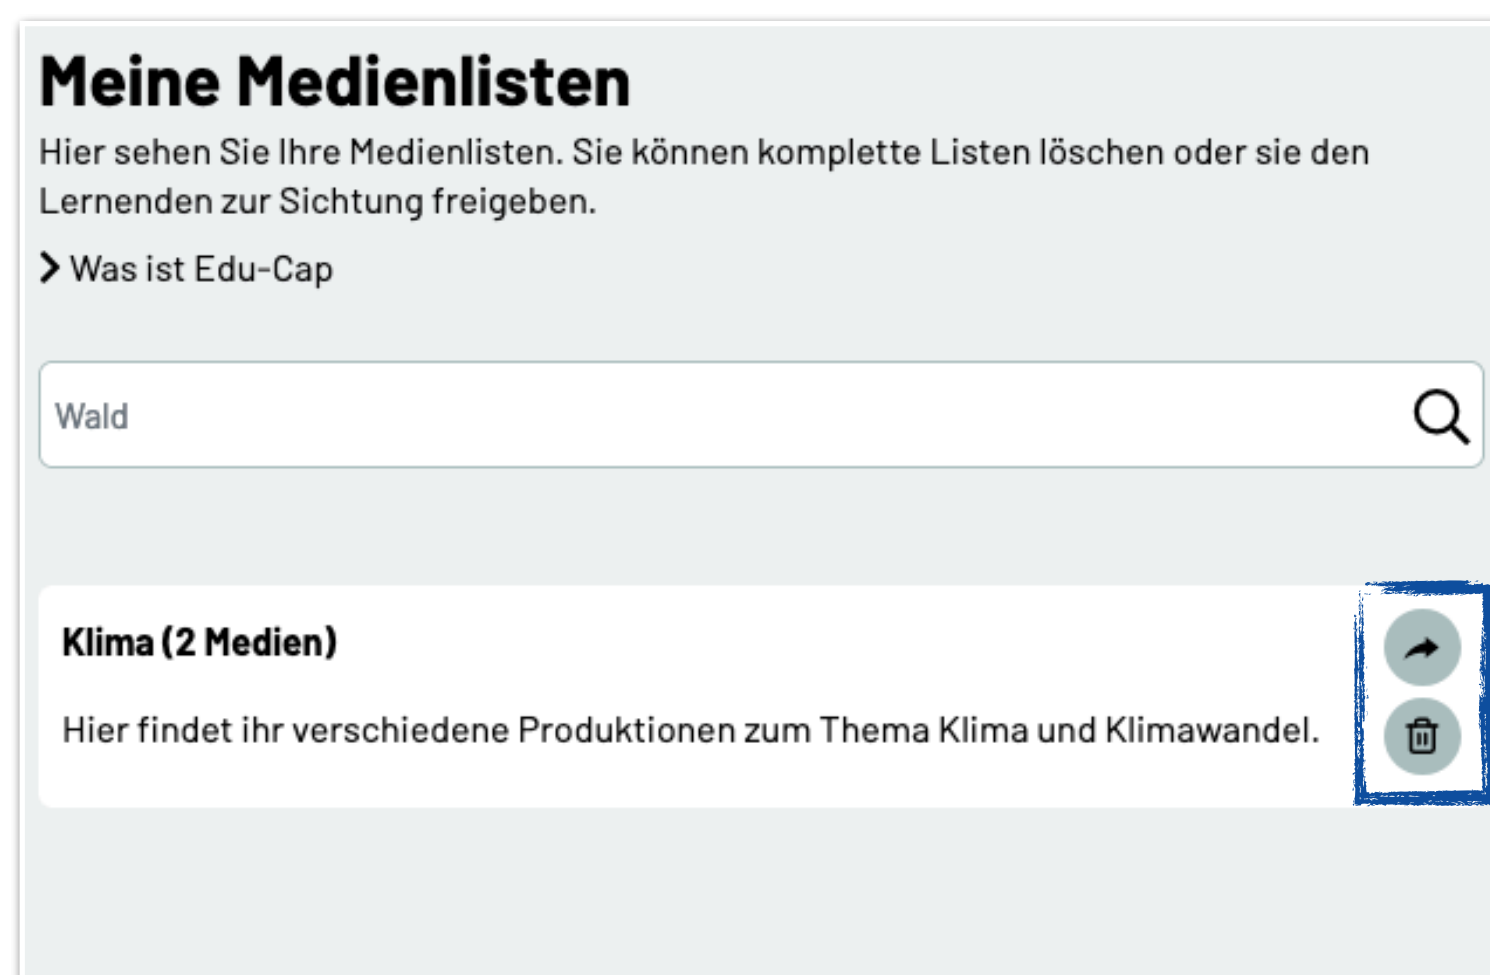 Meine Medienlisten
Hier sehen Sie Ihre Medienlisten. Sie können komplette Listen löschen oder sie den
Lernenden zur Sichtung freigeben.
Was ist Edu-Cap
Wald
Klima (2 Medien)
Hier findet ihr verschiedene Produktionen zum Thema Klima und Klimawandel.